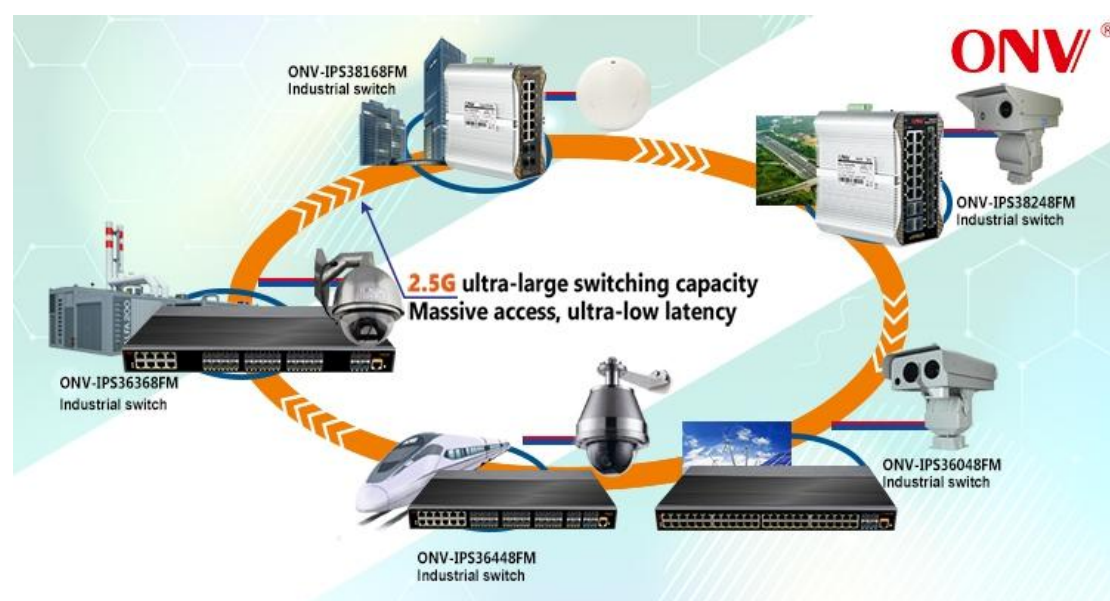 ONV®
ONV-IPS38168FM
Industrial switch
ONV-IPS38248FM
Industrial switch
2.5G ultra-large switching capacity
Massive access, ultra-low latency
ONV-IPS36368FM
Industrial switch
ONV-IPS36048FM
Industrial switch
ONV-IPS36448FM
Industrial switch